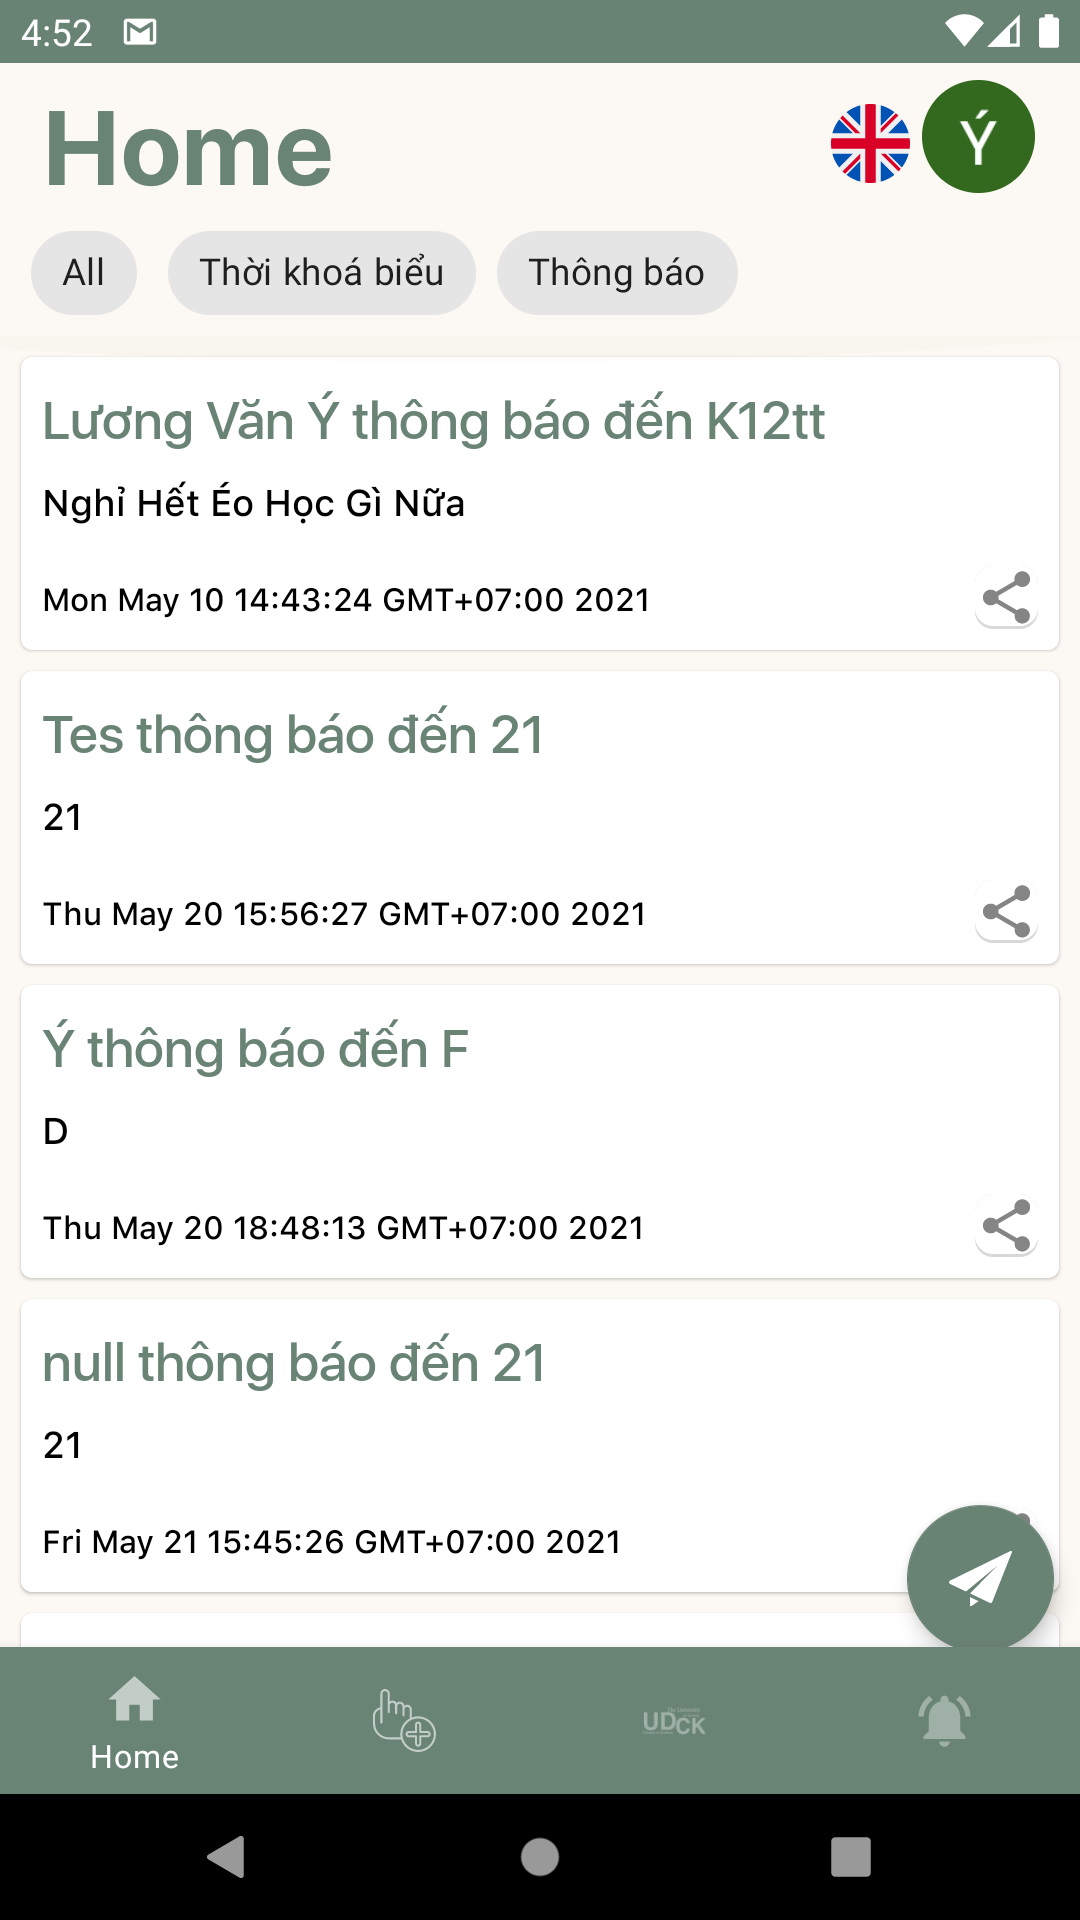 4:52
Home
Ý
All
Thời khoá biểu
Thông báo
Lương Văn Ý thông báo đến K12tt
Nghỉ Hết Éo Học Gì Nữa
Mon May 10 14:43:24 GMT+07:00 2021
Tes thông báo đến 21
21
Thu May 20 15:56:27 GMT+07:00 2021
Ý thông báo đến F
D
Thu May 20 18:48:13 GMT+07:00 2021
null thông báo đến 21
21
Fri May 21 15:45:26 GMT+07:00 2021
Home
UDCK